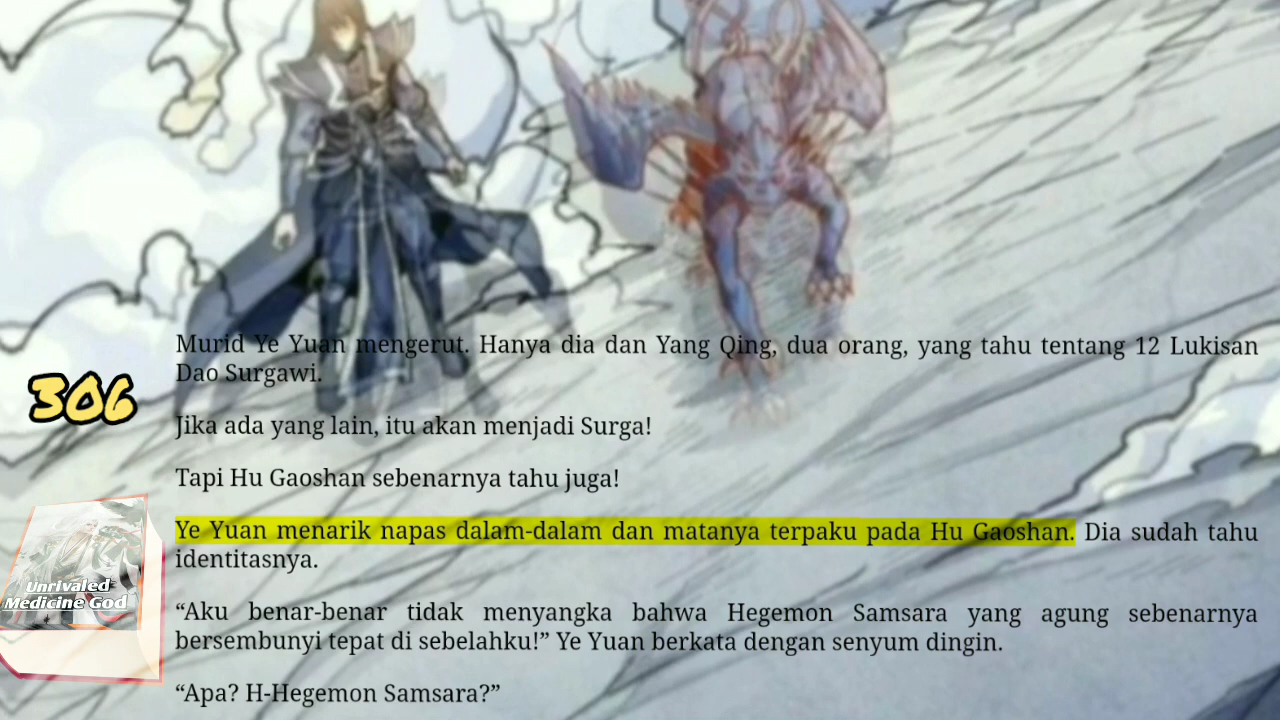 Murid Ye Yuan mengerut. Hanya dia dan Yang Qing, dua orang, yang tahu tentang 12 Lukisan
Dao Surgawi.
306
Jika ada yang lain, itu akan menjadi Surga!
Tapi Hu Gaoshan sebenarnya tahu juga!
Ye Yuan menarik napas dalam-dalam dan matanya terpaku pada Hu Gaoshan. Dia sudah tahu
identitasnya.
Unrivaled
Medicine God
“Aku benar-benar tidak menyangka bahwa Hegemon Samsara yang agung sebenarnya
bersembunyi tepat di sebelahku!” Ye Yuan berkata dengan senyum dingin.
“Apa? H-Hegemon Samsara?”